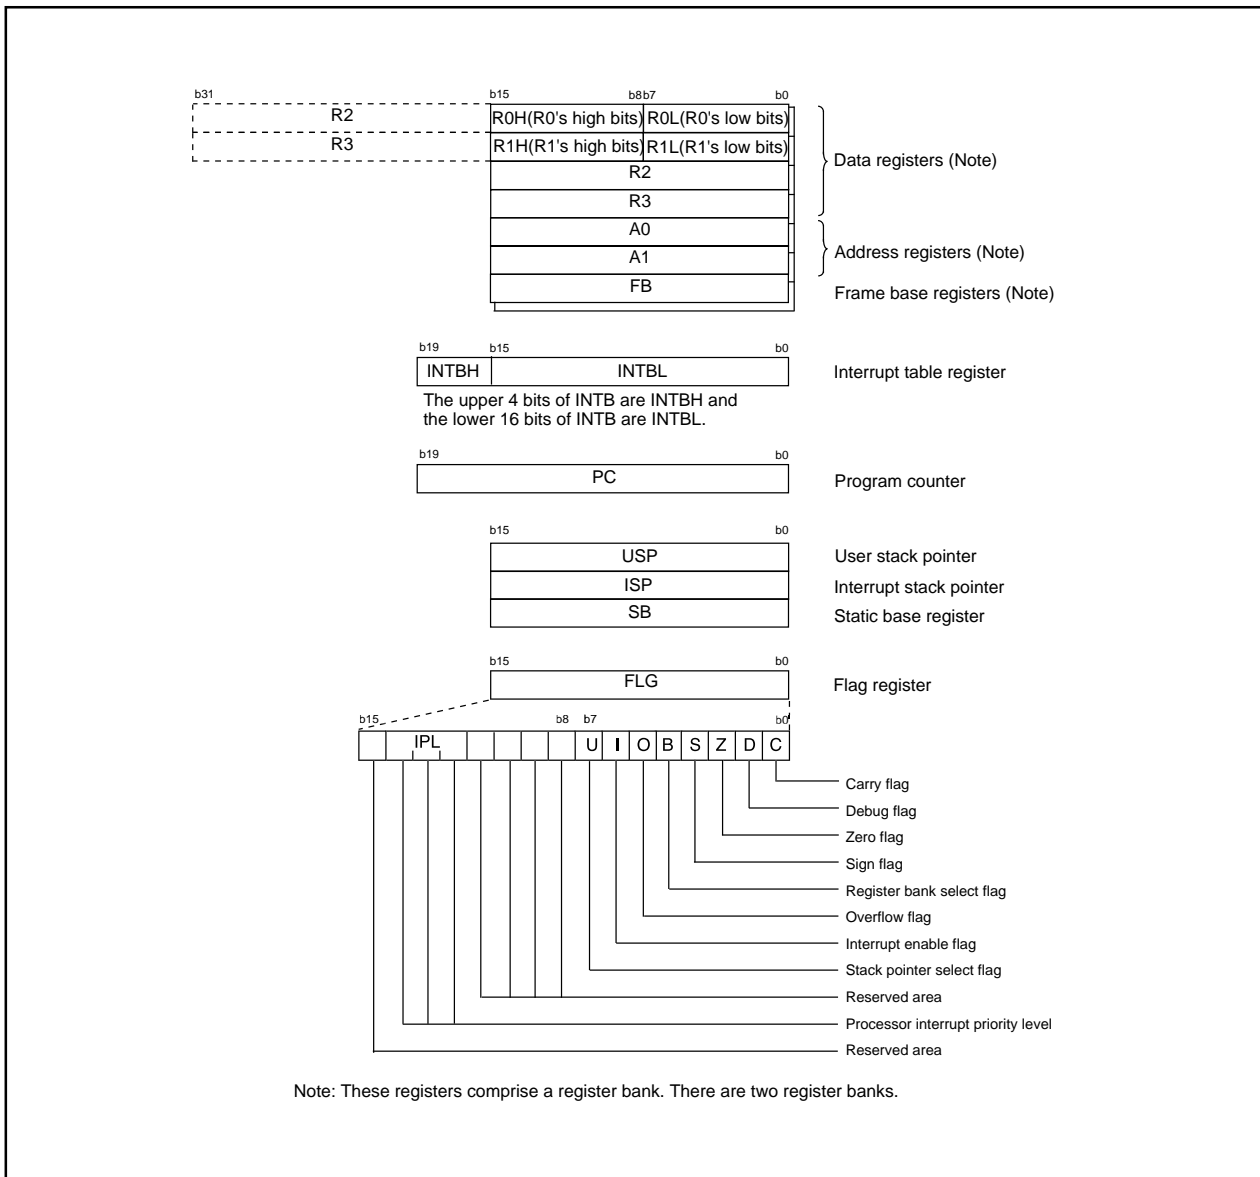 b31 b15 b8b7 b0
R2 R0H(R0's high bits) R0L(R0's low bits)
R3 R1H(R1's high bits) R1L(R1's low bits)
Data registers (Note)
R2
R3
A0
Address registers (Note)
A1
FB Frame base registers (Note)
b19 b15 b0
INTBH INTBL Interrupt table register
The upper 4 bits of INTB are INTBH and
the lower 16 bits of INTB are INTBL.
b19 b0
PC Program counter
b15 b0
USP User stack pointer
ISP Interrupt stack pointer
SB Static base register
b15 b0
FLG Flag register
b15 b8 b7 b0
IPL U I O B S Z D C
Carry flag
Debug flag
Zero flag
Sign flag
Register bank select flag
Overflow flag
Interrupt enable flag
Stack pointer select flag
Reserved area
Processor interrupt priority level
Reserved area
Note: These registers comprise a register bank. There are two register banks.